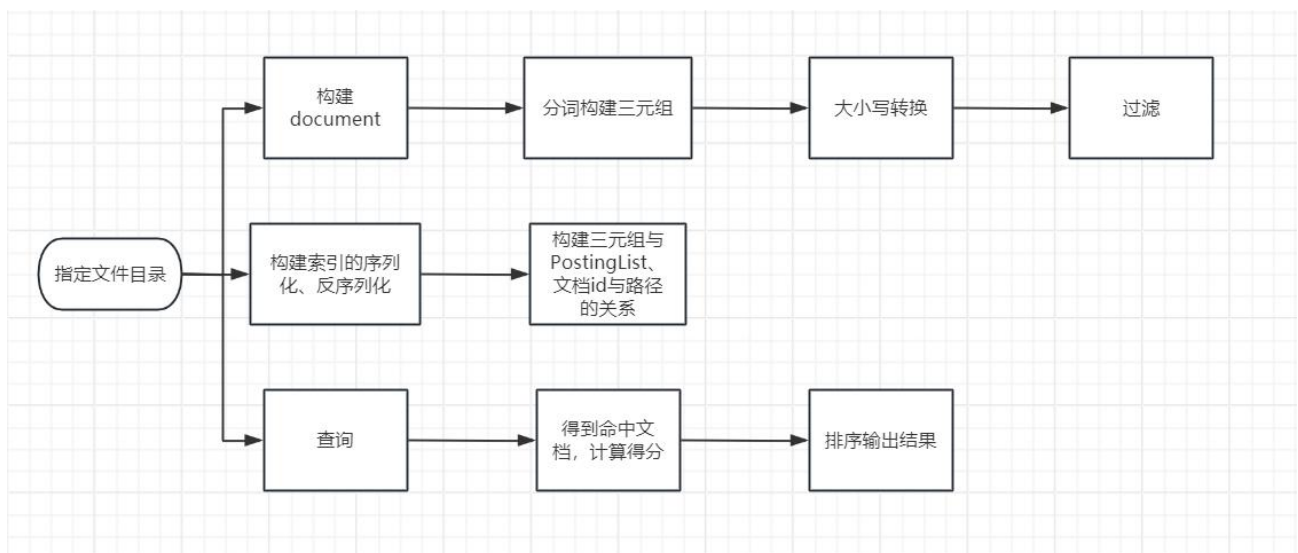 构建
document
分词构建三元组
大小写转换
过滤
指定文件目录
构建索引的序列
化、反序列化
构建三元组与
PostingList、
文档id与路径
的关系
查询
得到命中文
档，计算得分
排序输出结果